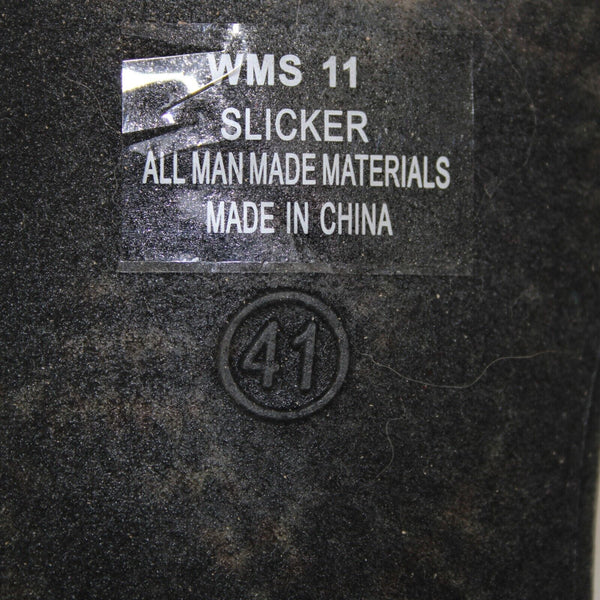 WMS 11
SLICKER
ALL MAN MADE MATERIALS
MADE IN CHINA
41